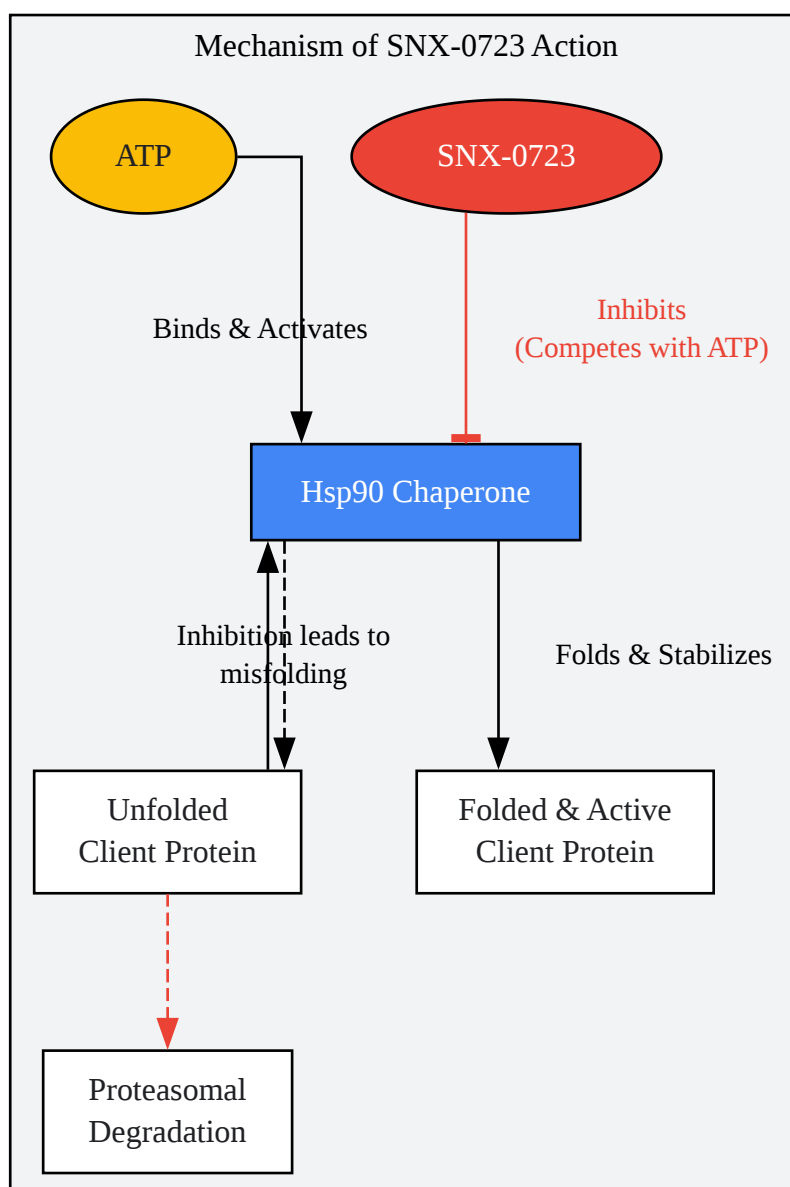 Mechanism of SNX-0723 Action
ATP
SNX-0723
Binds & Activates
Inhibits
(Competes with ATP)
Hsp90 Chaperone
Inhibition leads to
misfolding
Folds & Stabilizes
Unfolded
Client Protein
Folded & Active
Client Protein
Proteasomal
Degradation